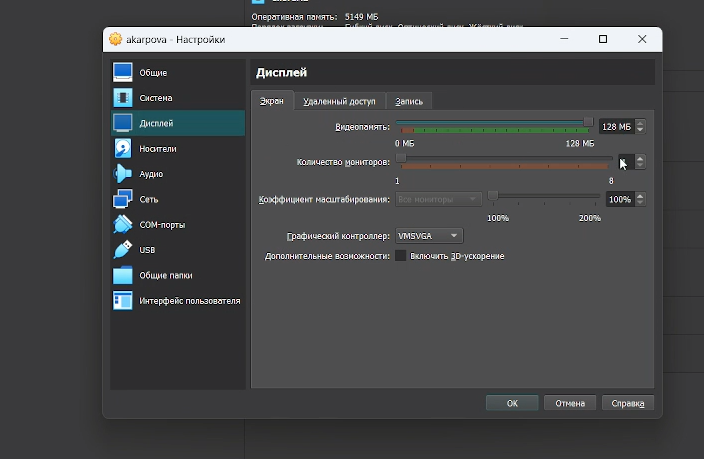 Оперативная память: 5149 МБ
akarpova - Настройки
Общие
Система
Дисплей
Носители
Аудио
Сеть
COM-порты
USB
Общие папки
Интерфейс пользователя
Дисплей
Экран Удаленный доступ Запись
Видеопамять: 128 МБ
0 МБ 128 МБ
Количество мониторов:
1 8
Коэффициент масштабирования: Все мониторы 100%
100% 200%
Графический контроллер: VMSVGA
Дополнительные возможности: Включить 3D-ускорение
OK Отмена Справка